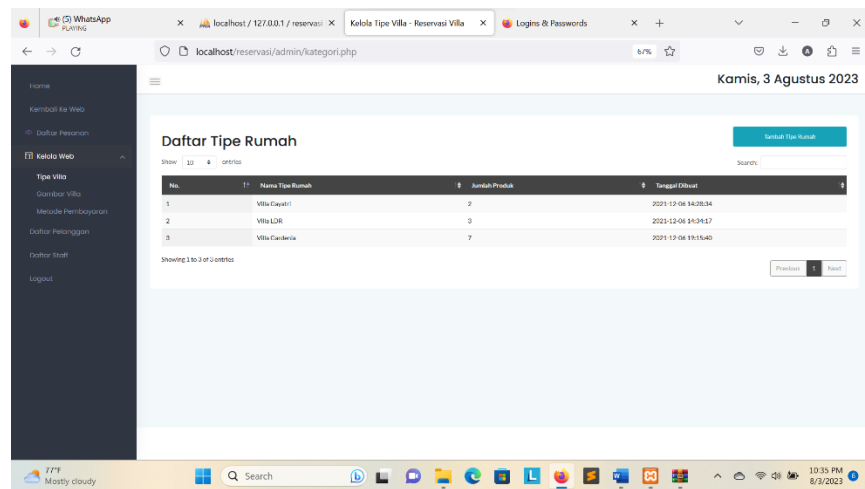 (5) WhatsApp
PLAYING
localhost / 127.0.0.1 / reservasi
Kelola Tipe Villa - Reservasi Villa
Logins & Passwords
localhost/reservasi/admin/kategori.php
67%
Kamis, 3 Agustus 2023
Home
Kembali Ke Web
Daftar Pesanan
Kelola Web
Tipe Villa
Gambar Villa
Metode Pembayaran
Daftar Pelanggan
Daftar Staff
Logout
Daftar Tipe Rumah
Tambah Tipe Rumah
Show 10 entries
Search:
No. Nama Tipe Rumah Jumlah Produk Tanggal Dibuat
1 Villa Gayatri 2 2021-12-06 14:28:34
2 Villa LDR 3 2021-12-06 14:34:17
3 Villa Gardenia 7 2021-12-06 19:15:40
Showing 1 to 3 of 3 entries
Previous 1 Next
77°F
Mostly cloudy
Search
10:35 PM
8/3/2023
6